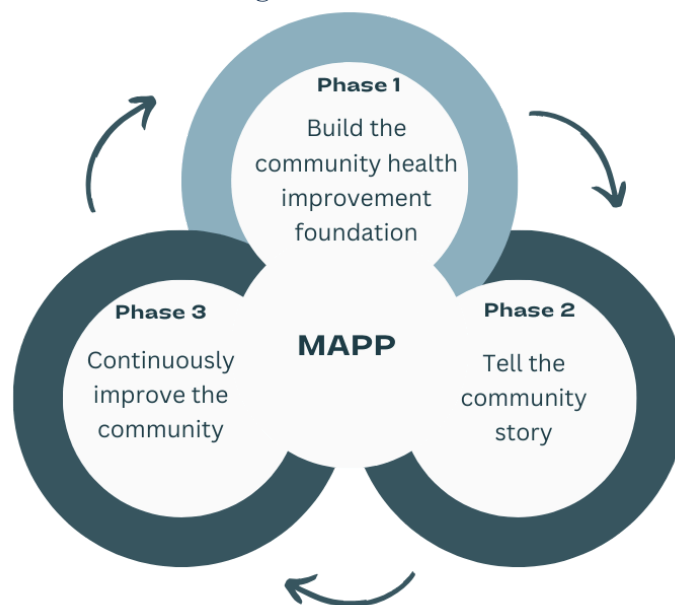 Phase 1
Build the
community health
improvement
foundation
MAPP
Phase 2
Tell the
community
story
Phase 3
Continuously
improve the
community